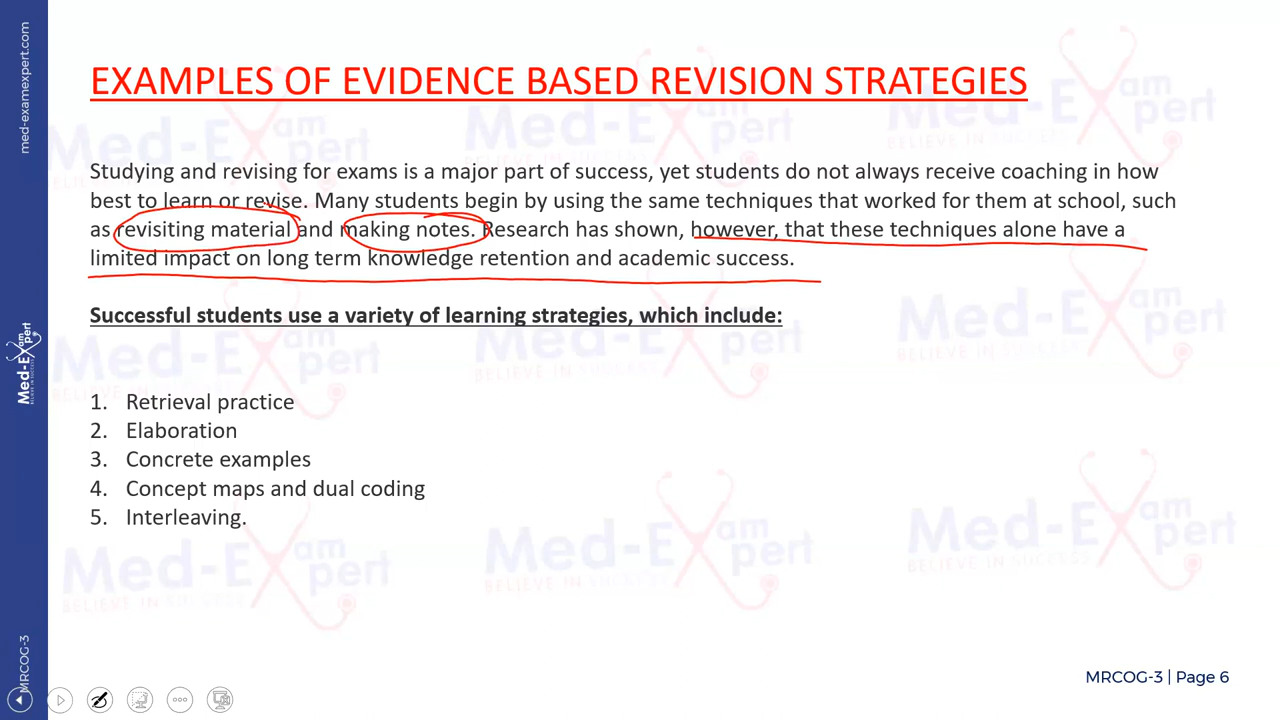 med-examexpert.com
EXAMPLES OF EVIDENCE BASED REVISION STRATEGIES
Studying and revising for exams is a major part of success, yet students do not always receive coaching in how
best to learn or revise. Many students begin by using the same techniques that worked for them at school, such
as revisiting material and making notes. Research has shown, however, that these techniques alone have a
limited impact on long term knowledge retention and academic success.
Successful students use a variety of learning strategies, which include:
1. Retrieval practice
2. Elaboration
3. Concrete examples
4. Concept maps and dual coding
5. Interleaving.
Med-Exam Expert
BELIEVE IN SUCCESS
MRCOG-3
MRCOG-3 | Page 6